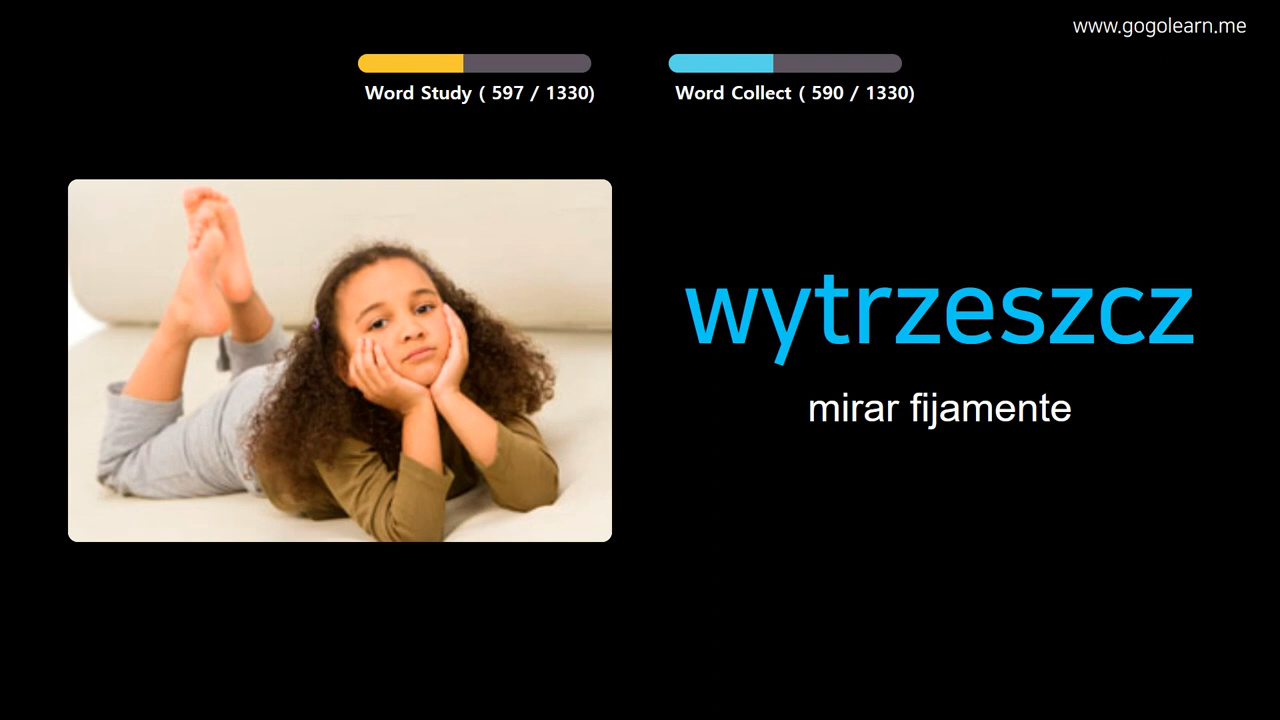 www.gogolearn.me
Word Study ( 597 / 1330)
Word Collect ( 590 / 1330)
wytrzeszcz
mirar fijamente